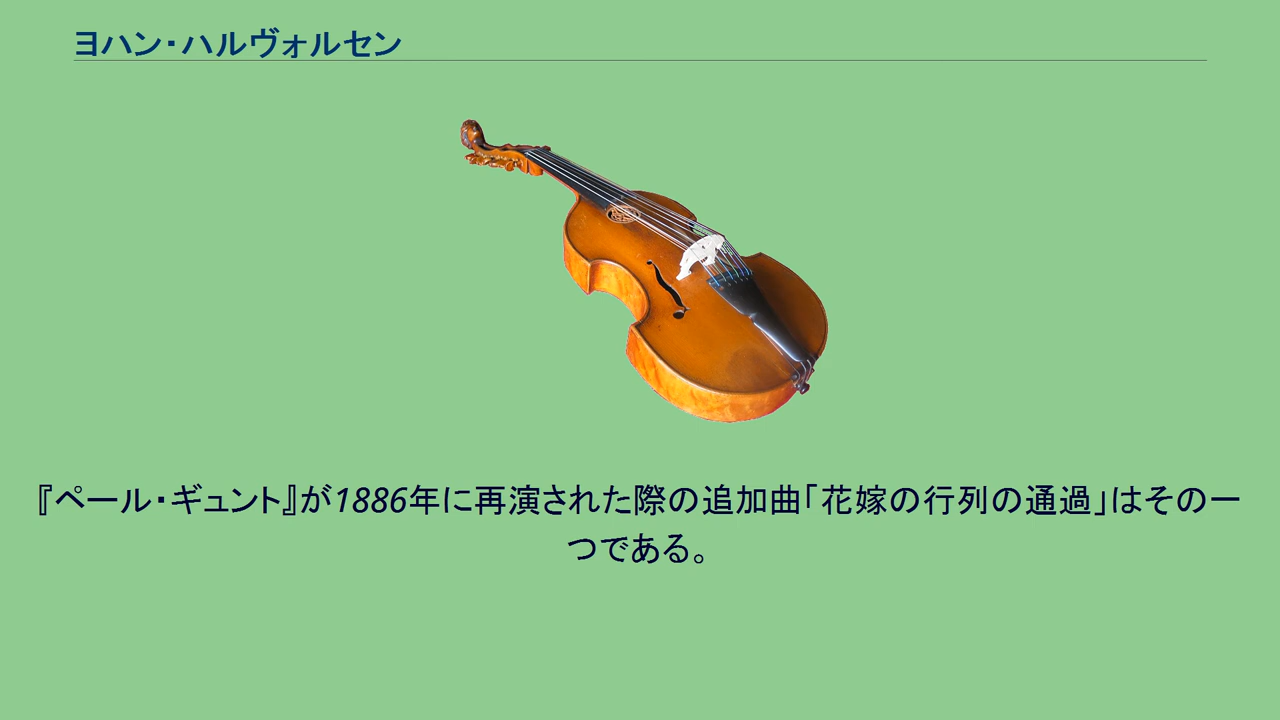 ヨハン・ハルヴォルセン
『ペール・ギュント』が1886年に再演された際の追加曲「花嫁の行列の通過」はその一
つである。